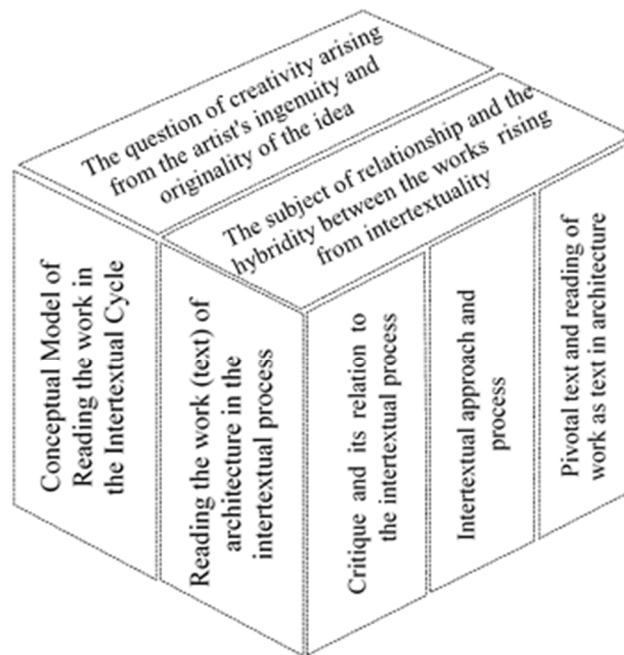 The question of creativity arising
from the artist's ingenuity and
originality of the idea
The subject of relationship and the
hybridity between the works rising
from intertextuality
Conceptual Model of
Reading the work in
the Intertextual Cycle
Reading the work (text) of
architecture in the
intertextual process
Critique and its relation to
the intertextual process
Intertextual approach and
process
Pivotal text and reading of
work as text in architecture